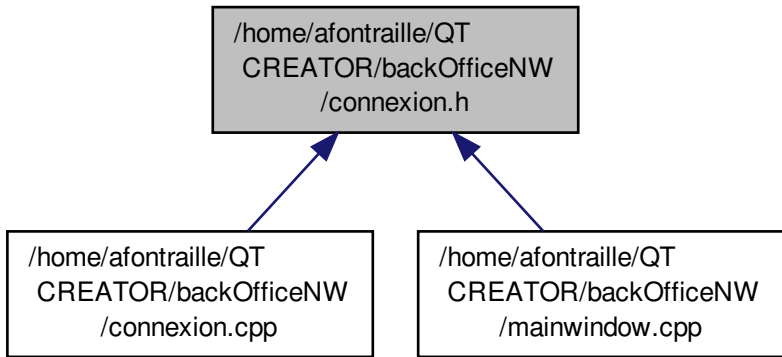 /home/afontraille/QT
CREATOR/backOfficeNW
/connexion.h
/home/afontraille/QT
CREATOR/backOfficeNW
/connexion.cpp
/home/afontraille/QT
CREATOR/backOfficeNW
/mainwindow.cpp